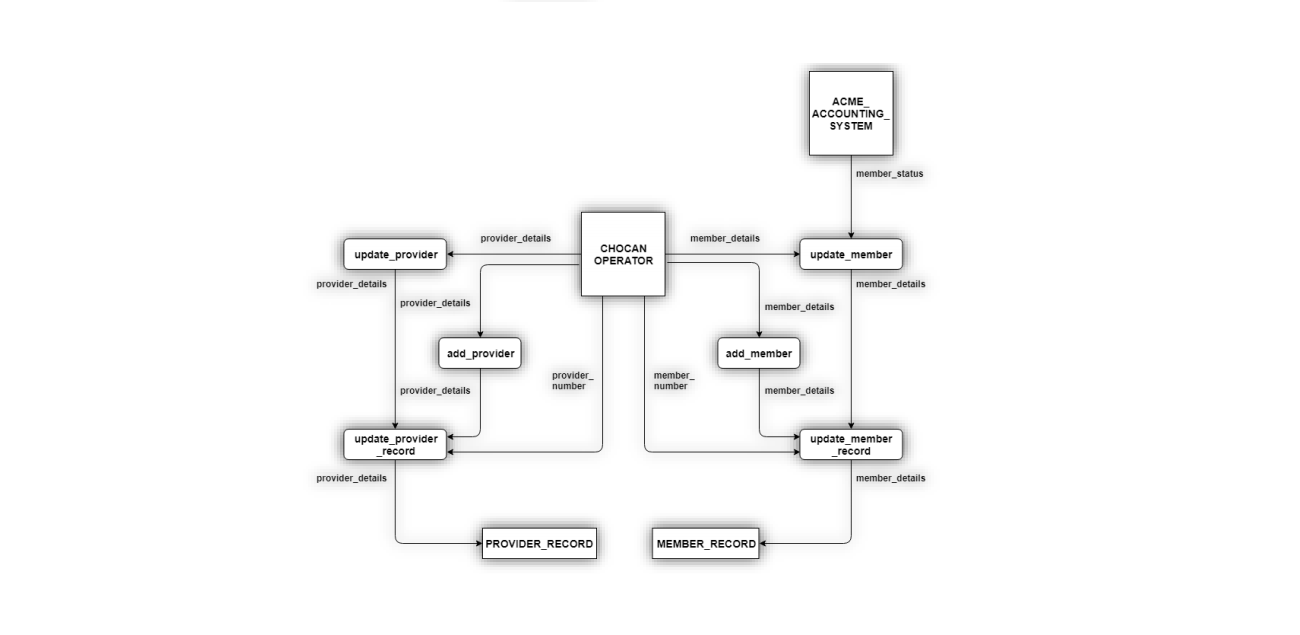 ACME_
ACCOUNTING_
SYSTEM
member_status
provider_details
CHOCAN
OPERATOR
member_details
update_provider
update_member
provider_details
member_details
provider_details
member_details
add_provider
add_member
provider_
number
member_
number
provider_details
member_details
update_provider
_record
update_member
_record
provider_details
member_details
PROVIDER_RECORD
MEMBER_RECORD